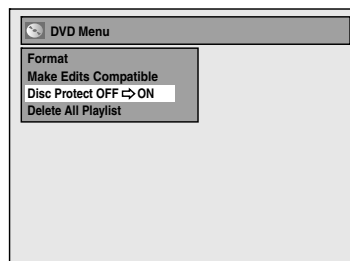 DVD Menu
Format
Make Edits Compatible
Disc Protect OFF ⇨ ON
Delete All Playlist